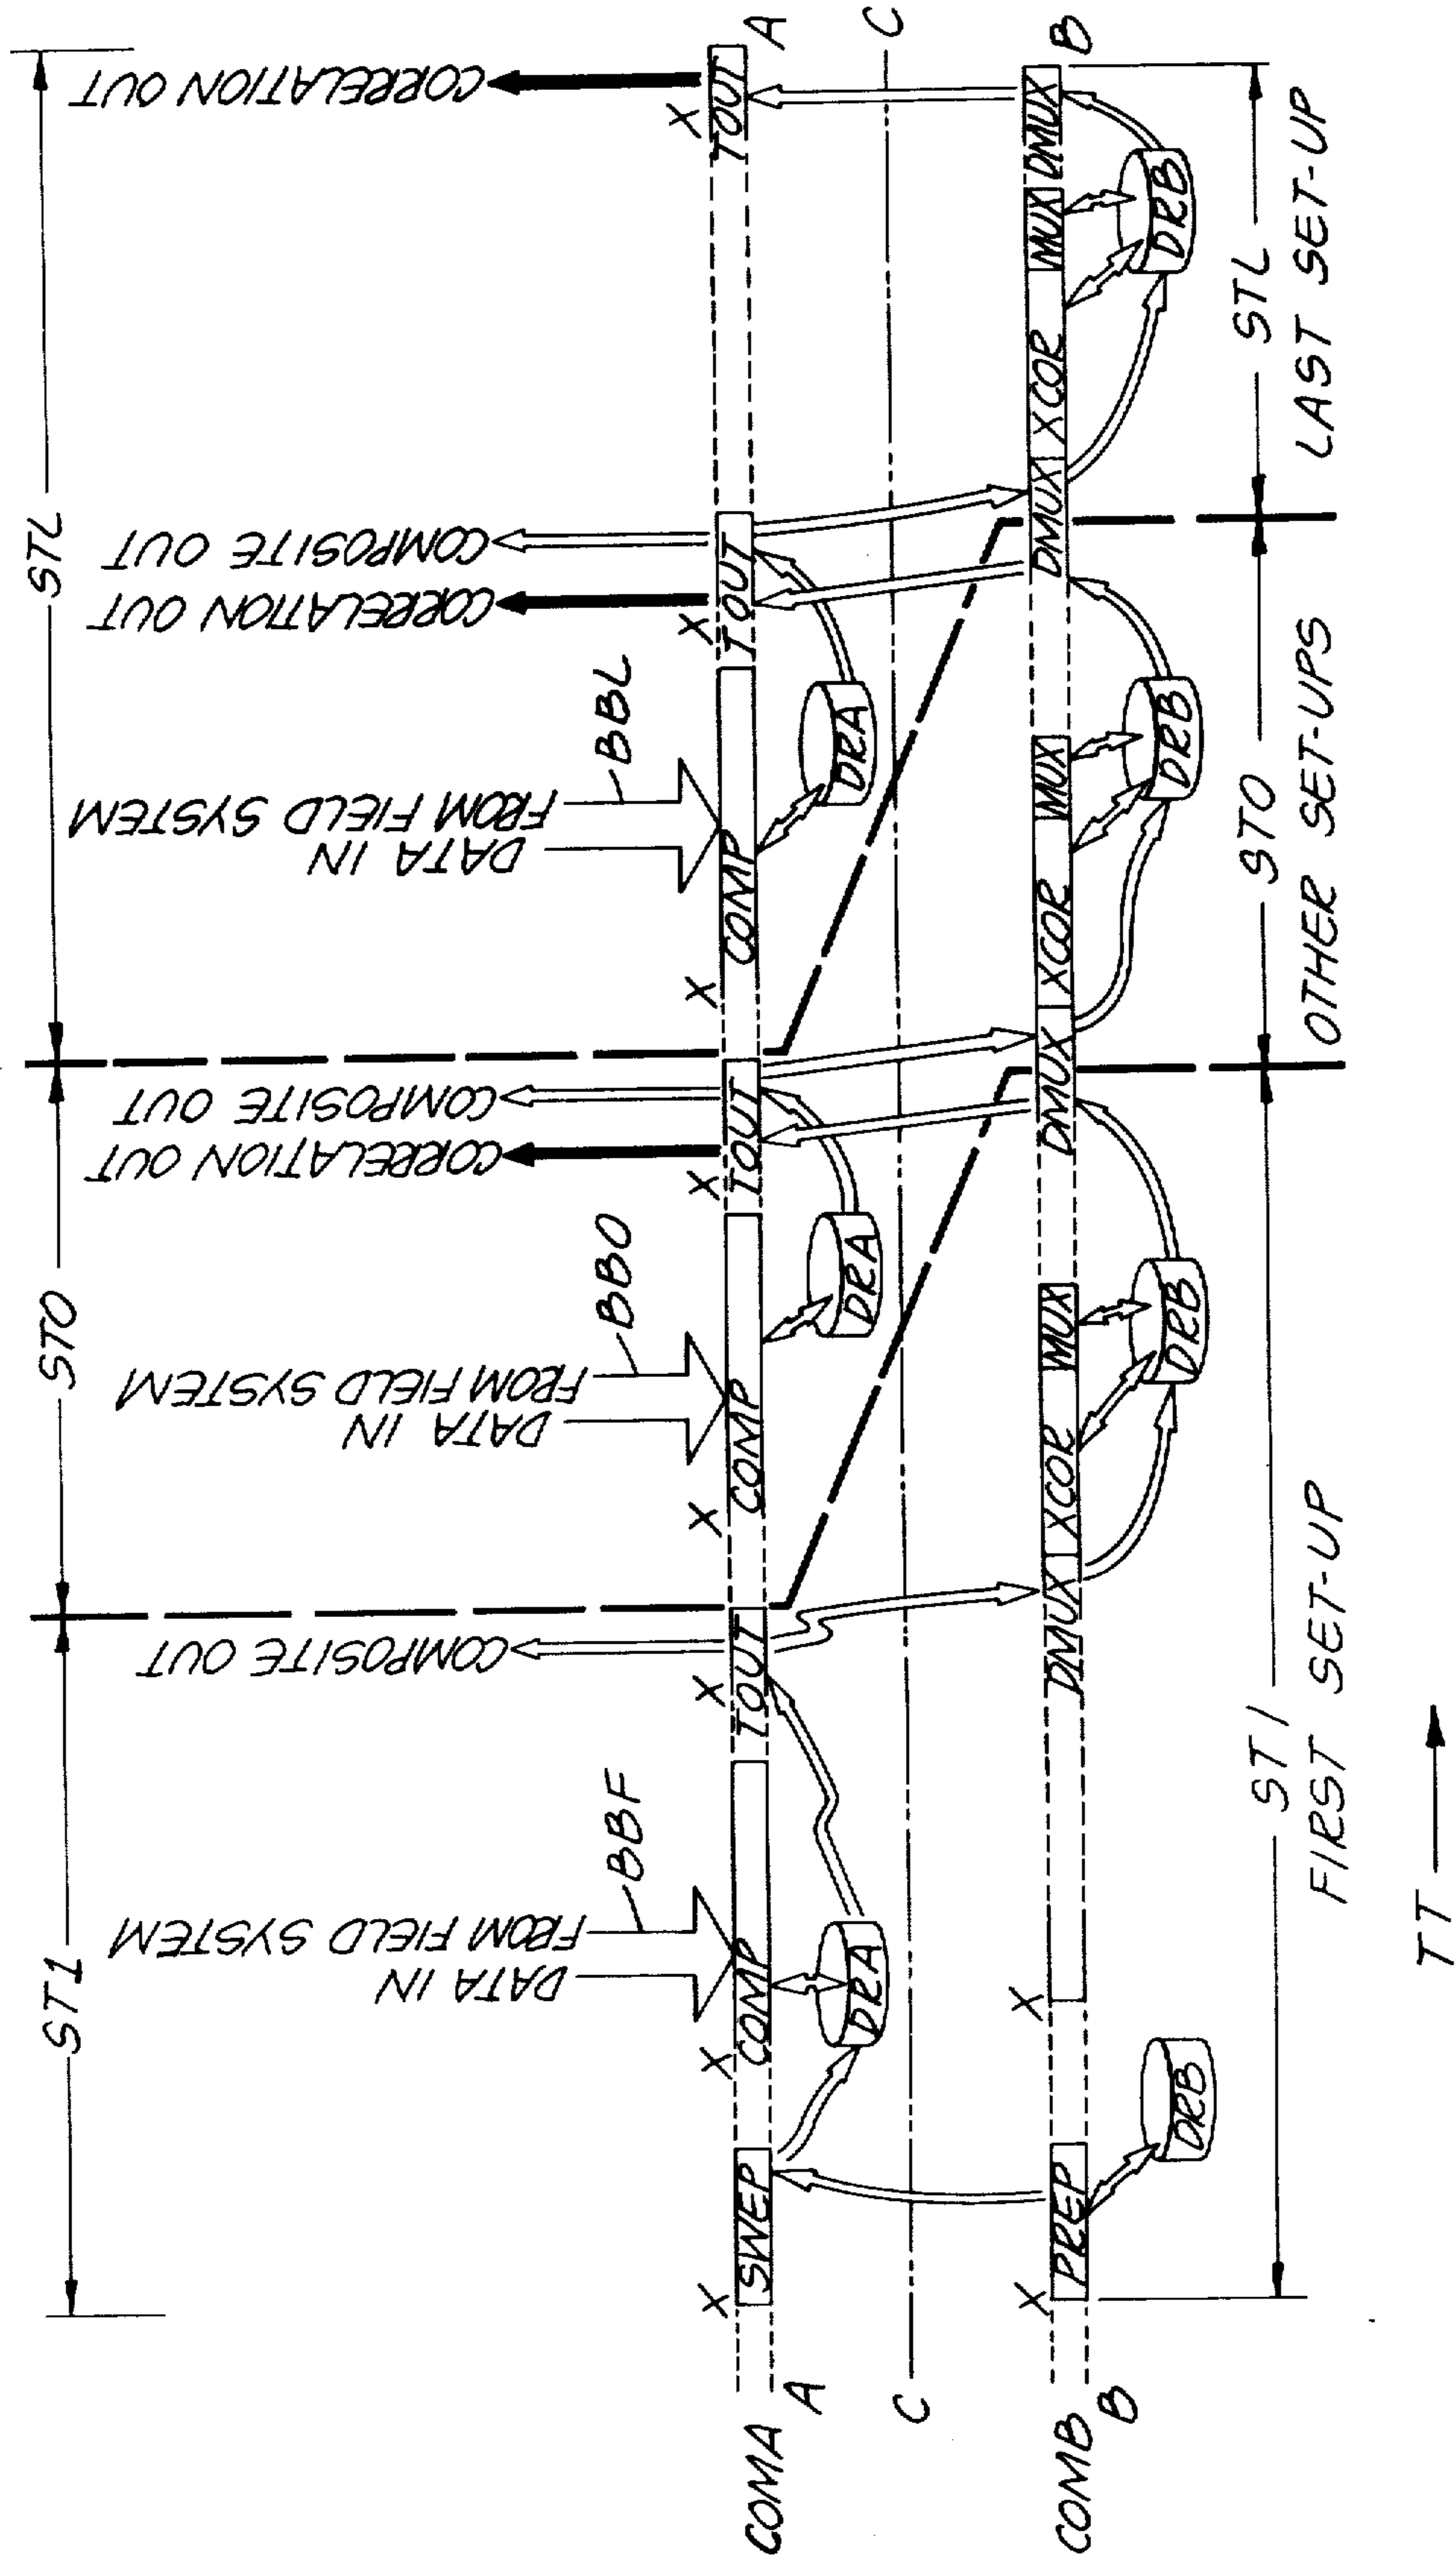 ST1
STO
STL
COMPOSITE OUT
CORRELATION OUT
COMPOSITE OUT
CORRELATION OUT
COMPOSITE OUT
CORRELATION OUT
DATA IN
FROM FIELD SYSTEM
BBF
DATA IN
FROM FIELD SYSTEM
BBO
DATA IN
FROM FIELD SYSTEM
BBL
X
X
X
X
X
X
X
X
COMA
SWEP
COMP
TOUT
COMP
TOUT
COMP
TOUT
TOUT
A
A
DRA
DRA
DRA
C
C
X
X
COMB
PREP
DMUX
XCOR
MUX
DMUX
XCOR
MUX
DMUX
XCOR
MUX
DMUX
B
B
DRB
DRB
DRB
DRB
ST1
FIRST SET-UP
STO
OTHER SET-UPS
STL
LAST SET-UP
TT